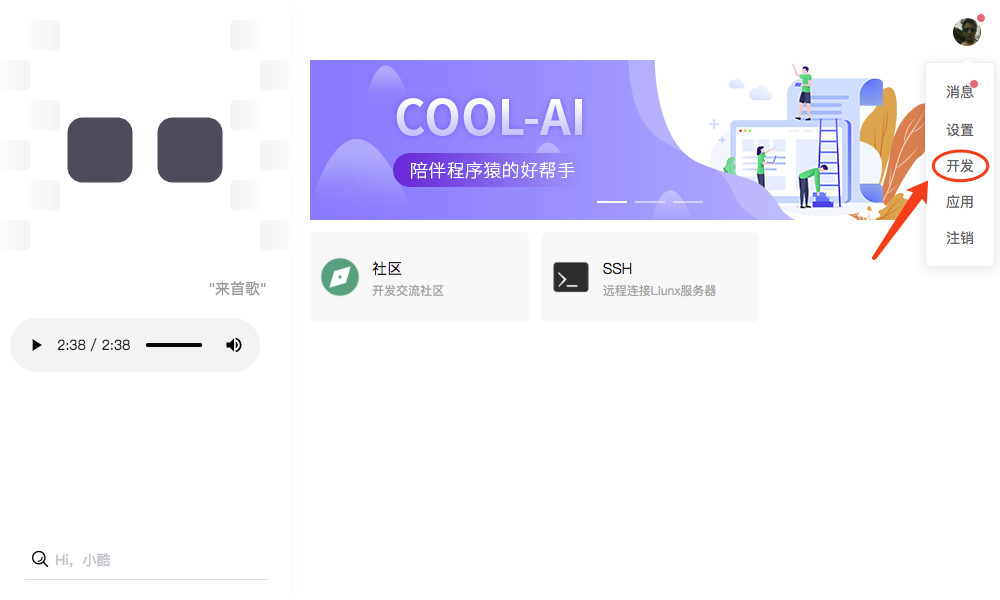 "来首歌"
2:38 / 2:38
Hi，小酷
COOL-AI
陪伴程序猿的好帮手
社区
开发交流社区
SSH
远程连接Liunx服务器
消息
设置
开发
应用
注销